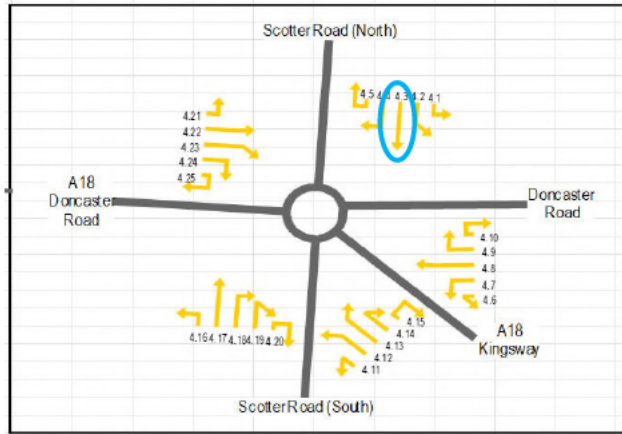 Scotter Road (North)
4.5 4.4 4.3 4.2 4.1
4.21
4.22
4.23
4.24
4.25
A18
Doncaster
Road
Doncaster
Road
4.10
4.9
4.8
4.7
4.6
A18
Kingsway
4.16 4.17 4.18 4.19 4.20
4.15
4.14
4.13
4.12
4.11
Scotter Road (South)